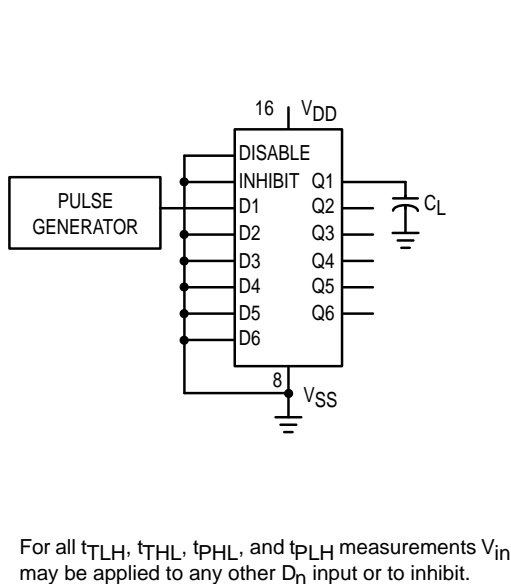 16 VDD
DISABLE
INHIBIT Q1
PULSE GENERATOR
D1 Q2
CL
D2 Q3
D3 Q4
D4 Q5
D5 Q6
D6
8
VSS
For all tTLH, tTHL, tPHL, and tPLH measurements Vin
may be applied to any other Dn input or to inhibit.